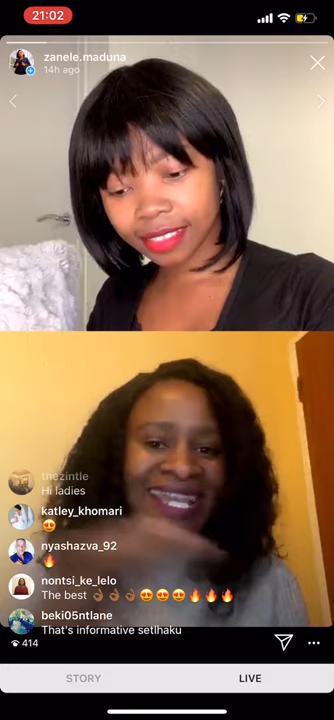 21:02
zanele.maduna
14h ago
thezintle
Hi ladies
katley_khomari
😍
nyashazva_92
🔥
nontsi_ke_lelo
The best 👌🏾👌🏾👌🏾😍😍😍🔥🔥🔥
beki05ntlane
That's informative setlhaku
414
STORY
LIVE